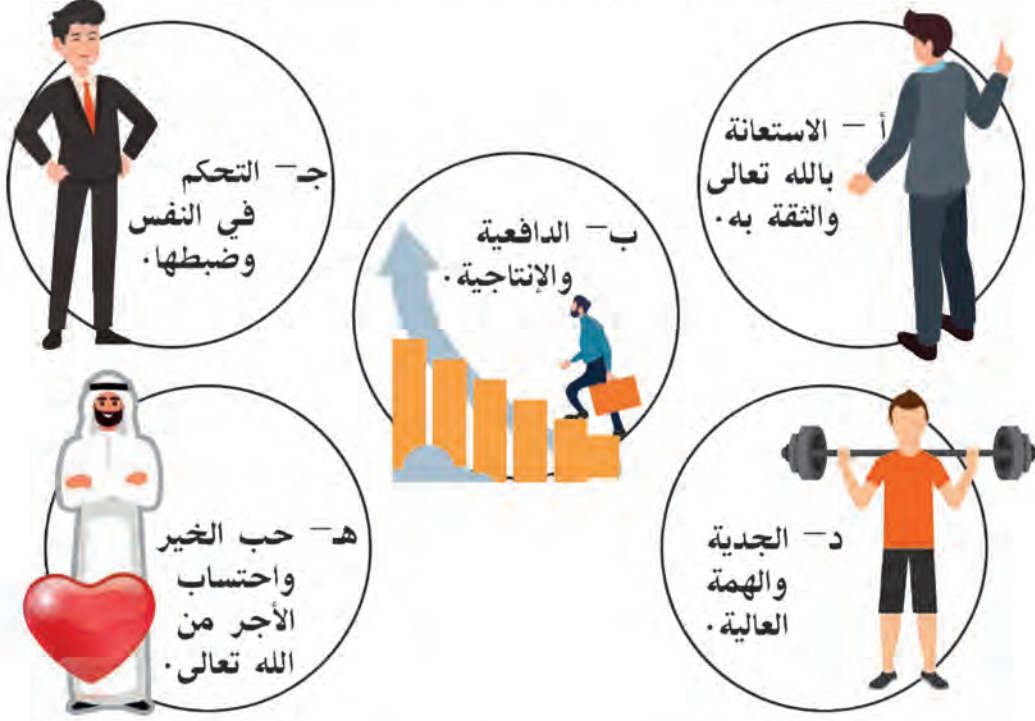 أ – الاستعانة
بالله تعالى
والثقة به.
ب – الدافعية
والإنتاجية.
جـ – التحكم
في النفس
وضبطها.
د – الجدية
والهمة
العالية.
هـ – حب الخير
واحتساب
الأجر من
الله تعالى.